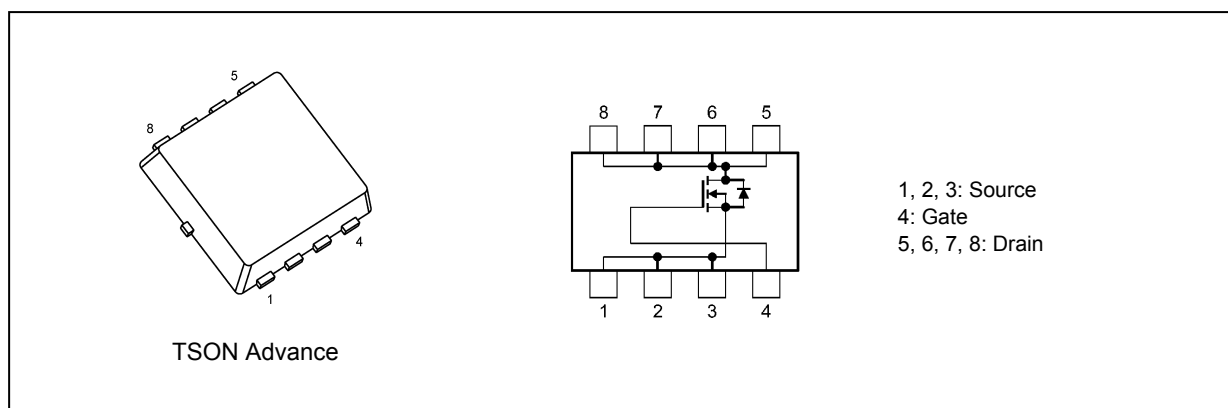 5
8
4
1
TSON Advance
8 7 6 5
1 2 3 4
1, 2, 3: Source
4: Gate
5, 6, 7, 8: Drain